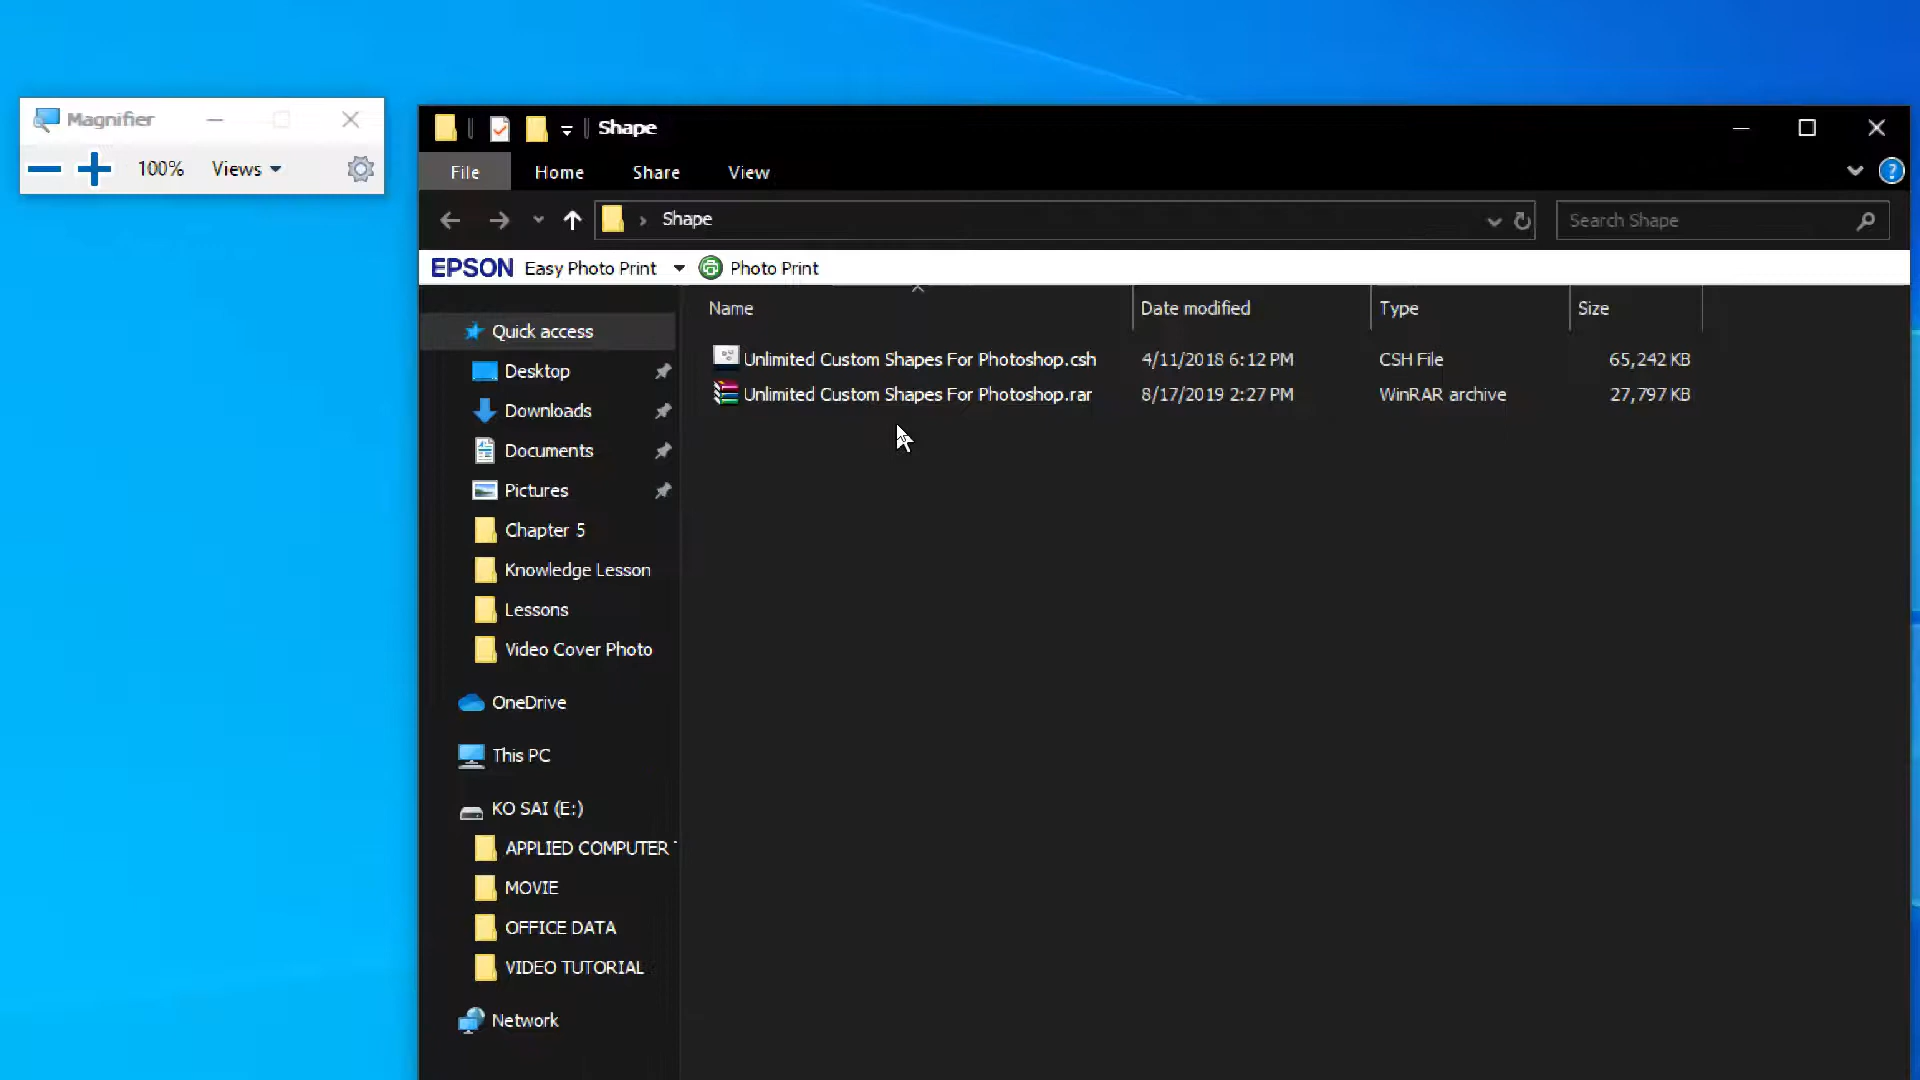 Magnifier
100% Views
Shape
File Home Share View
Shape
Search Shape
EPSON Easy Photo Print Photo Print
Name Date modified Type Size
Unlimited Custom Shapes For Photoshop.csh 4/11/2018 6:12 PM CSH File 65,242 KB
Unlimited Custom Shapes For Photoshop.rar 8/17/2019 2:27 PM WinRAR archive 27,797 KB
Quick access
Desktop
Downloads
Documents
Pictures
Chapter 5
Knowledge Lesson
Lessons
Video Cover Photo
OneDrive
This PC
KO SAI (E:)
APPLIED COMPUTER
MOVIE
OFFICE DATA
VIDEO TUTORIAL
Network